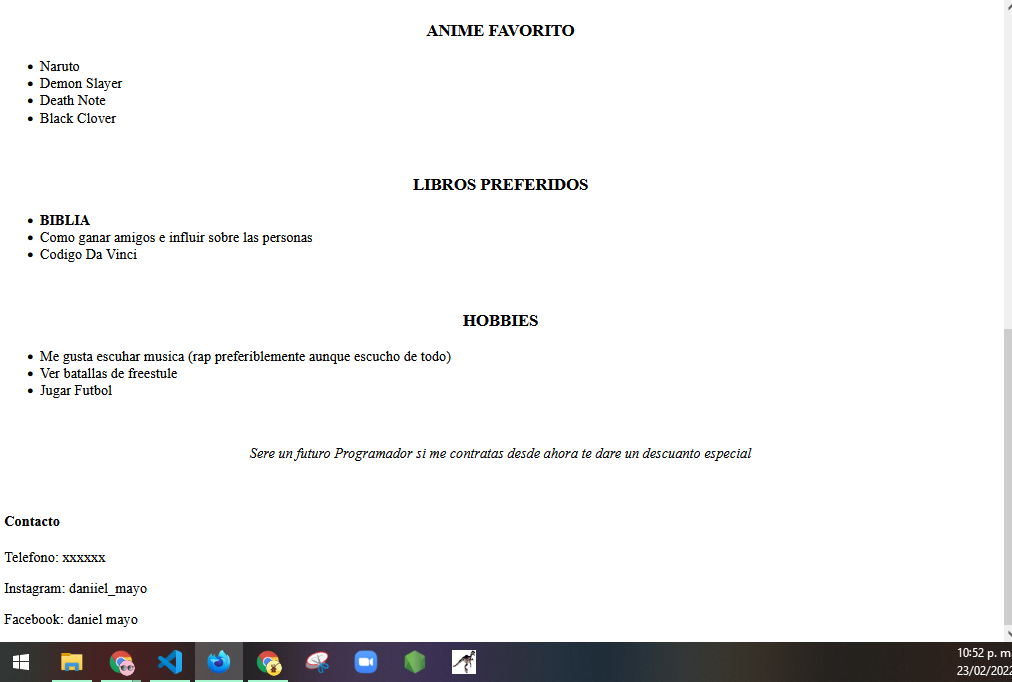 ANIME FAVORITO
Naruto
Demon Slayer
Death Note
Black Clover
LIBROS PREFERIDOS
BIBLIA
Como ganar amigos e influir sobre las personas
Codigo Da Vinci
HOBBIES
Me gusta escuhar musica (rap preferiblemente aunque escucho de todo)
Ver batallas de freestule
Jugar Futbol
Sere un futuro Programador si me contratas desde ahora te dare un descuanto especial
Contacto
Telefono: xxxxxx
Instagram: daniiel_mayo
Facebook: daniel mayo
10:52 p. m
23/02/2022